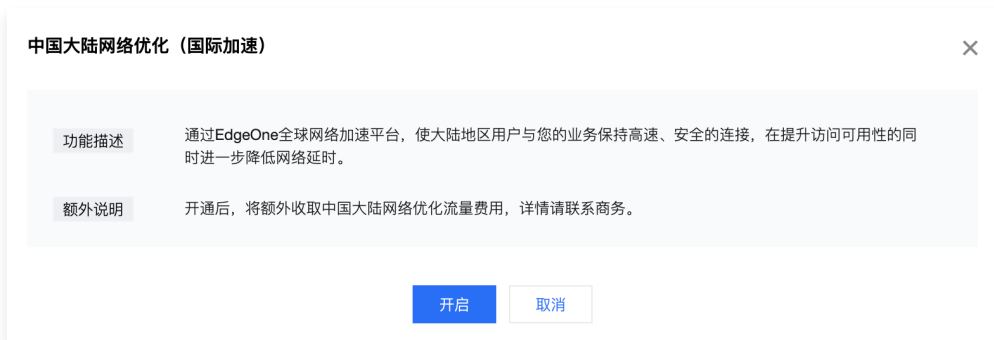 中国大陆网络优化（国际加速）
功能描述
通过EdgeOne全球网络加速平台，使大陆地区用户与您的业务保持高速、安全的连接，在提升访问可用性的同
时进一步降低网络延时。
额外说明
开通后，将额外收取中国大陆网络优化流量费用，详情请联系商务。
开启
取消